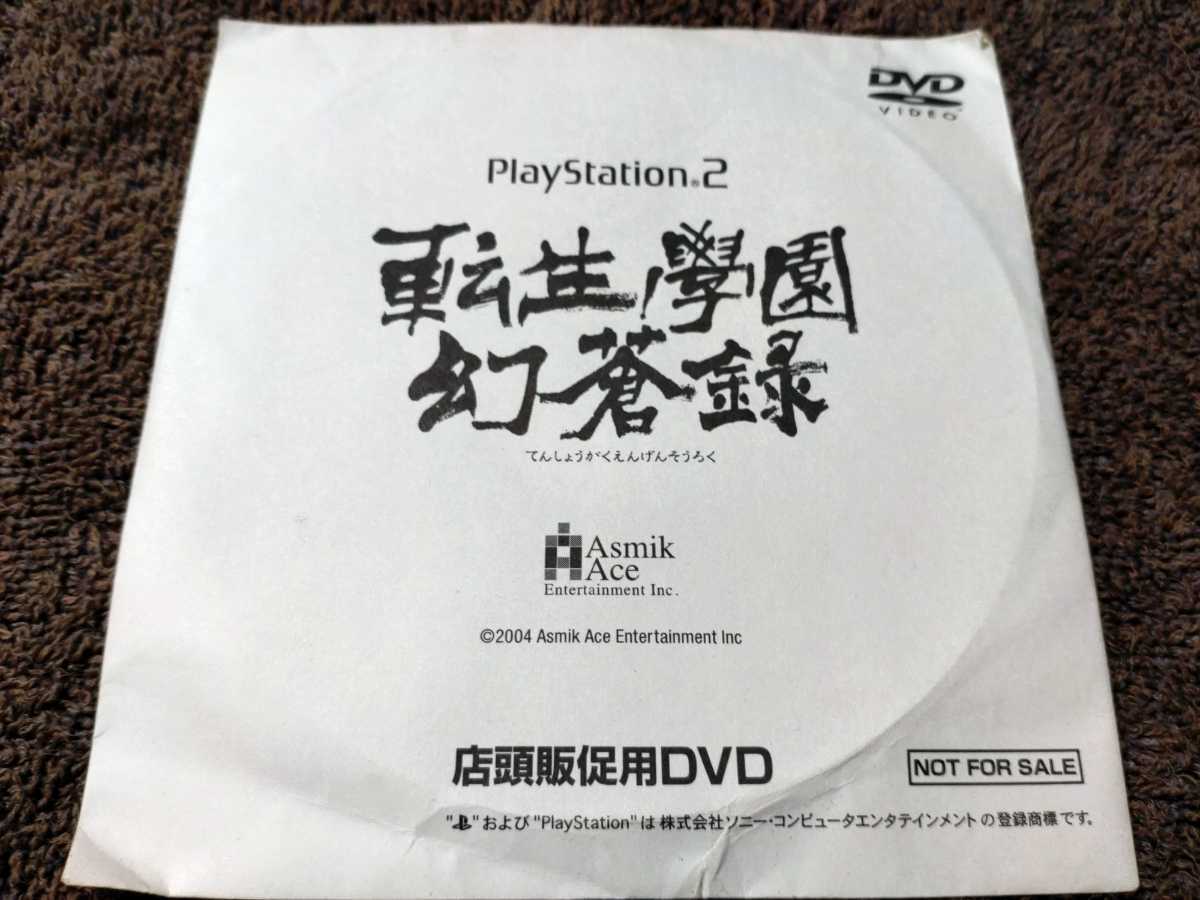 DVD
VIDEO
PlayStation®2
転生學園
幻蒼録
てんしょうがくえんげんそうろく
Asmik
Ace
Entertainment Inc.
©2004 Asmik Ace Entertainment Inc
店頭販促用DVD
NOT FOR SALE
"PS"および"PlayStation"は株式会社ソニー・コンピュータエンタテインメントの登録商標です。